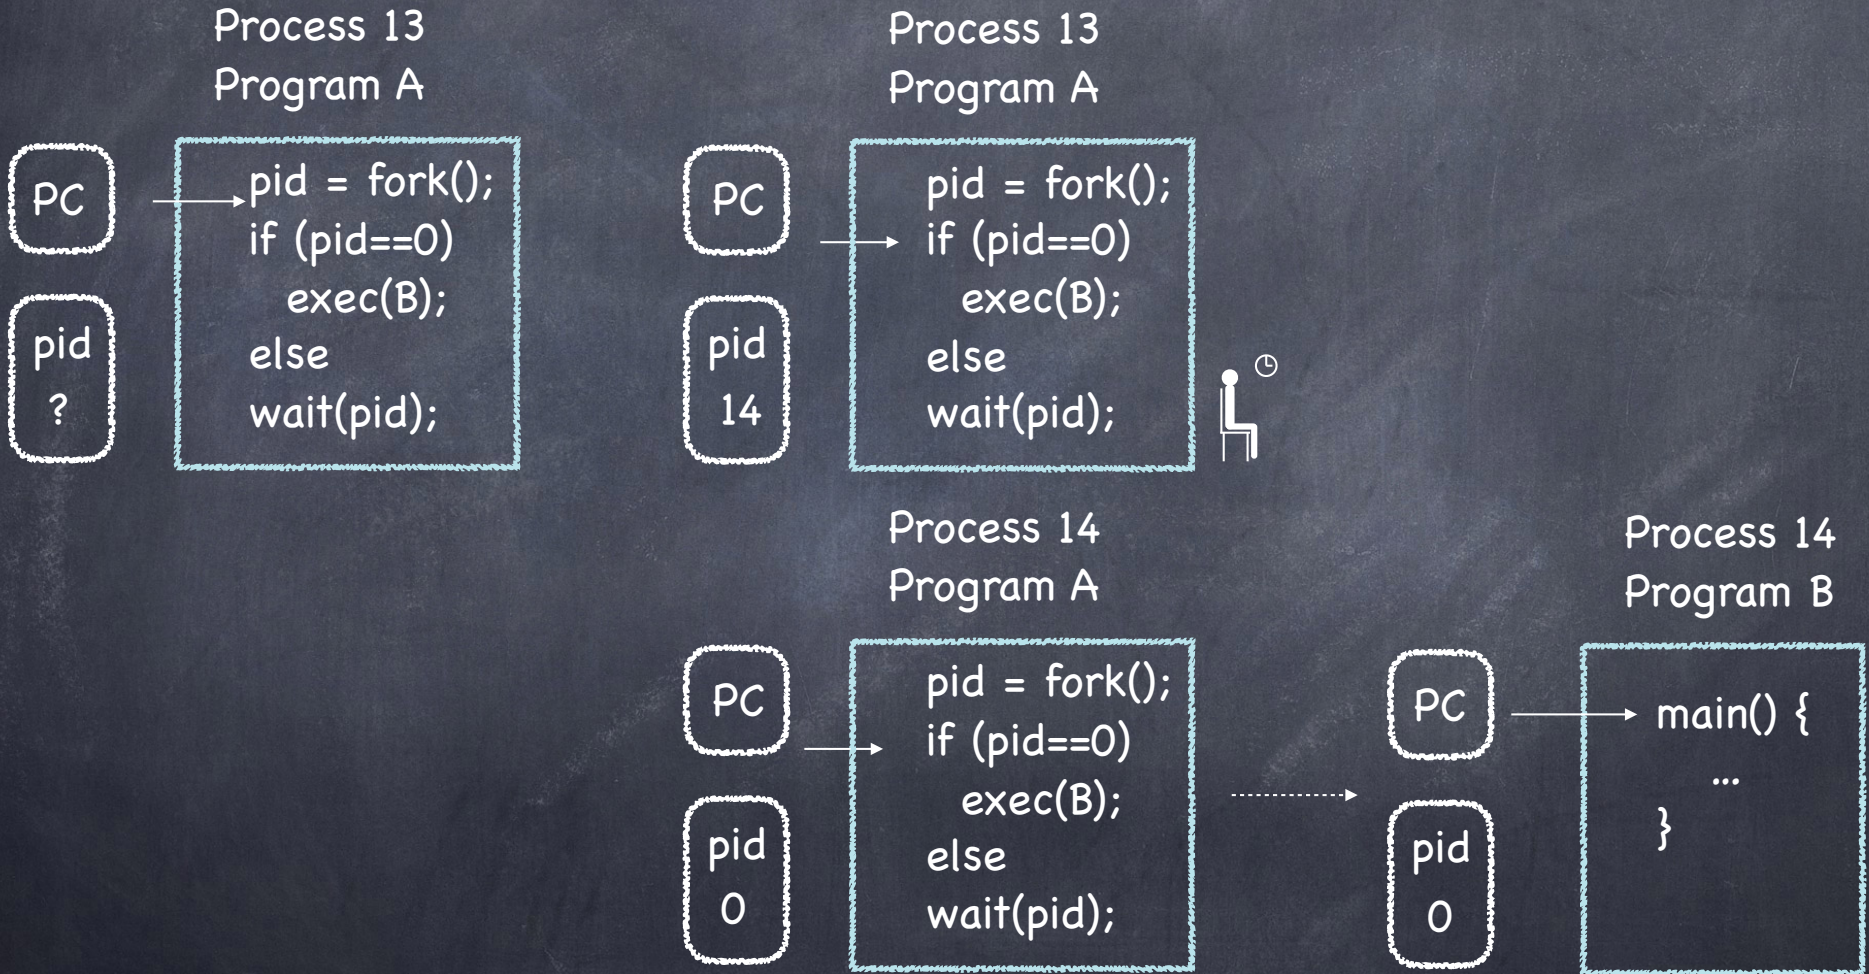 Process 13
Program A
PC
pid
?
pid = fork();
if (pid==0)
exec(B);
else
wait(pid);
Process 13
Program A
PC
pid
14
pid = fork();
if (pid==0)
exec(B);
else
wait(pid);
Process 14
Program A
PC
pid
0
pid = fork();
if (pid==0)
exec(B);
else
wait(pid);
Process 14
Program B
PC
pid
0
main() {
...
}